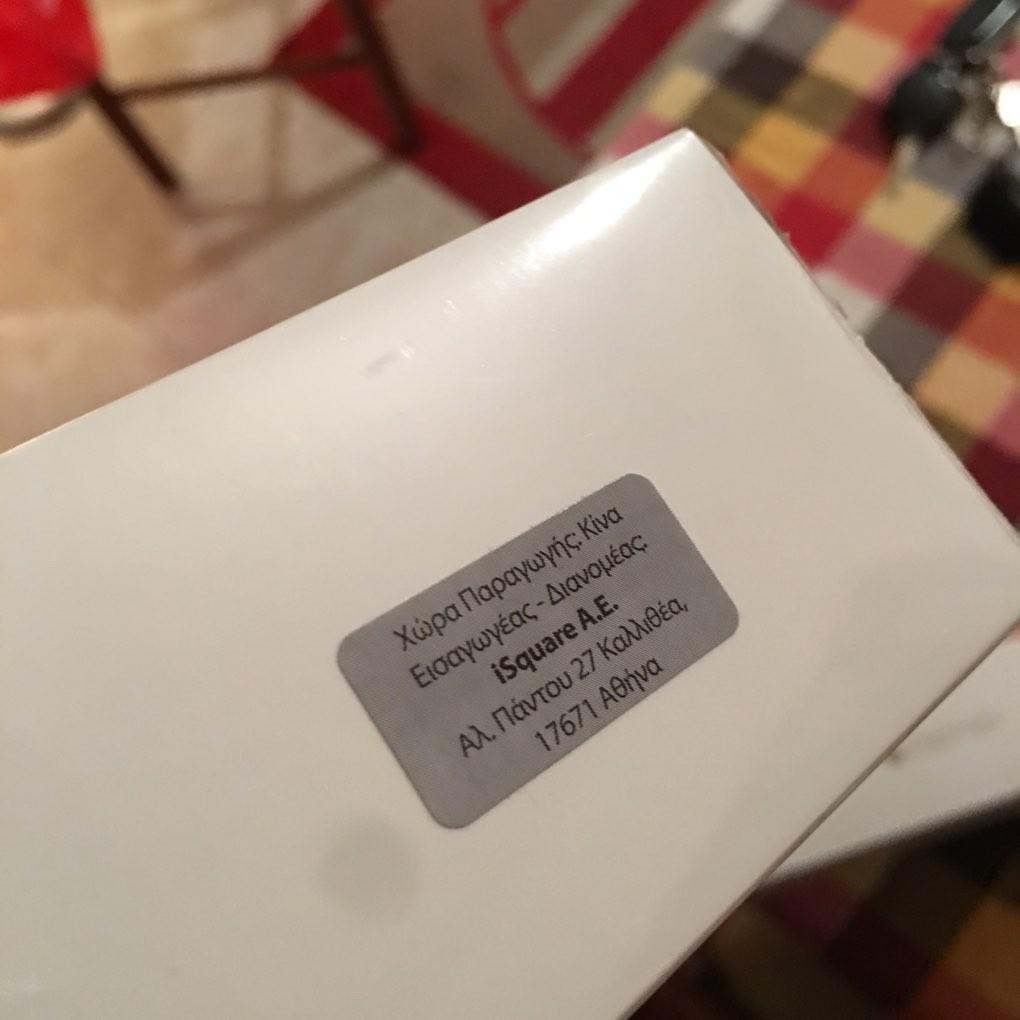 Χώρα Παραγωγής: Κίνα
Εισαγωγέας - Διανομέας:
iSquare Α.Ε.
Αλ. Πάντου 27 Καλλιθέα,
17671 Αθήνα